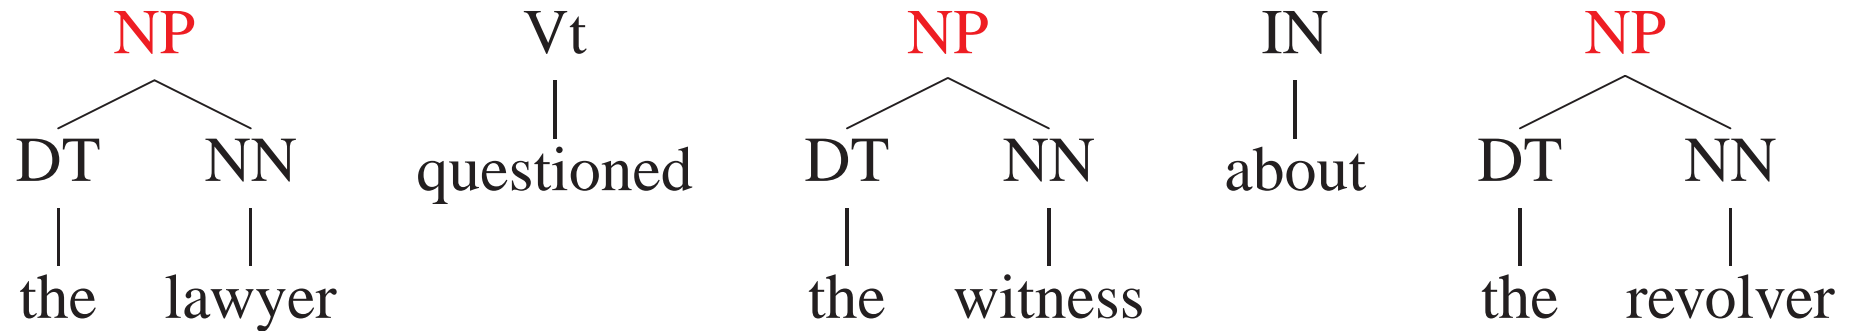 NP Vt NP IN NP
DT NN questioned DT NN about DT NN
the lawyer the witness the revolver